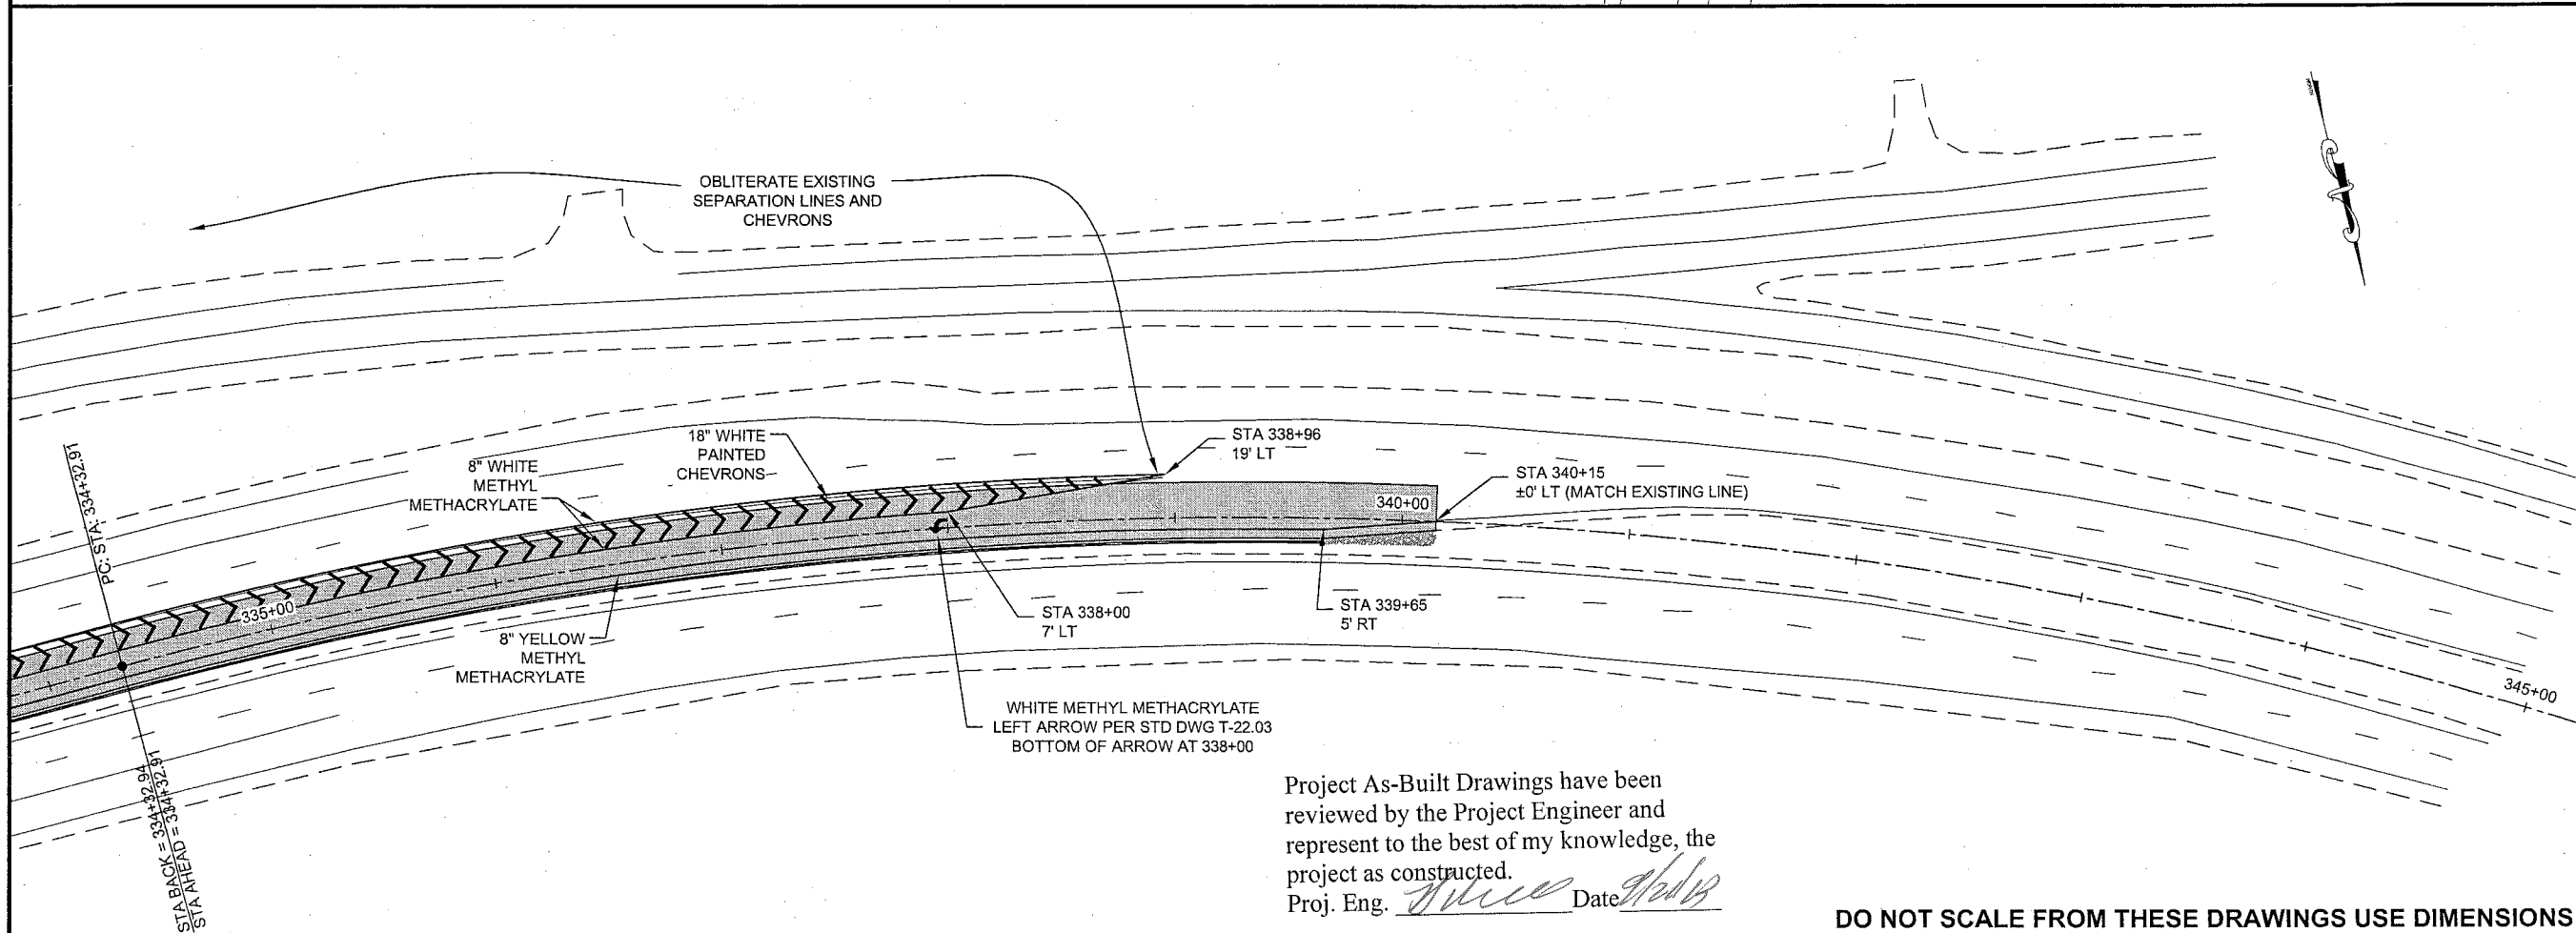 OBLITERATE EXISTING
SEPARATION LINES AND
CHEVRONS
PC: STA: 334+32.91
8" WHITE
METHYL
METHACRYLATE
18" WHITE
PAINTED
CHEVRONS
STA 338+96
19' LT
STA 340+15
±0' LT (MATCH EXISTING LINE)
340+00
335+00
8" YELLOW
METHYL
METHACRYLATE
STA 338+00
7' LT
STA 339+65
5' RT
345+00
WHITE METHYL METHACRYLATE
LEFT ARROW PER STD DWG T-22.03
BOTTOM OF ARROW AT 338+00
STA BACK = 334+32.94
STA AHEAD = 334+32.91
Project As-Built Drawings have been
reviewed by the Project Engineer and
represent to the best of my knowledge, the
project as constructed.
Proj. Eng. Date
DO NOT SCALE FROM THESE DRAWINGS USE DIMENSIONS